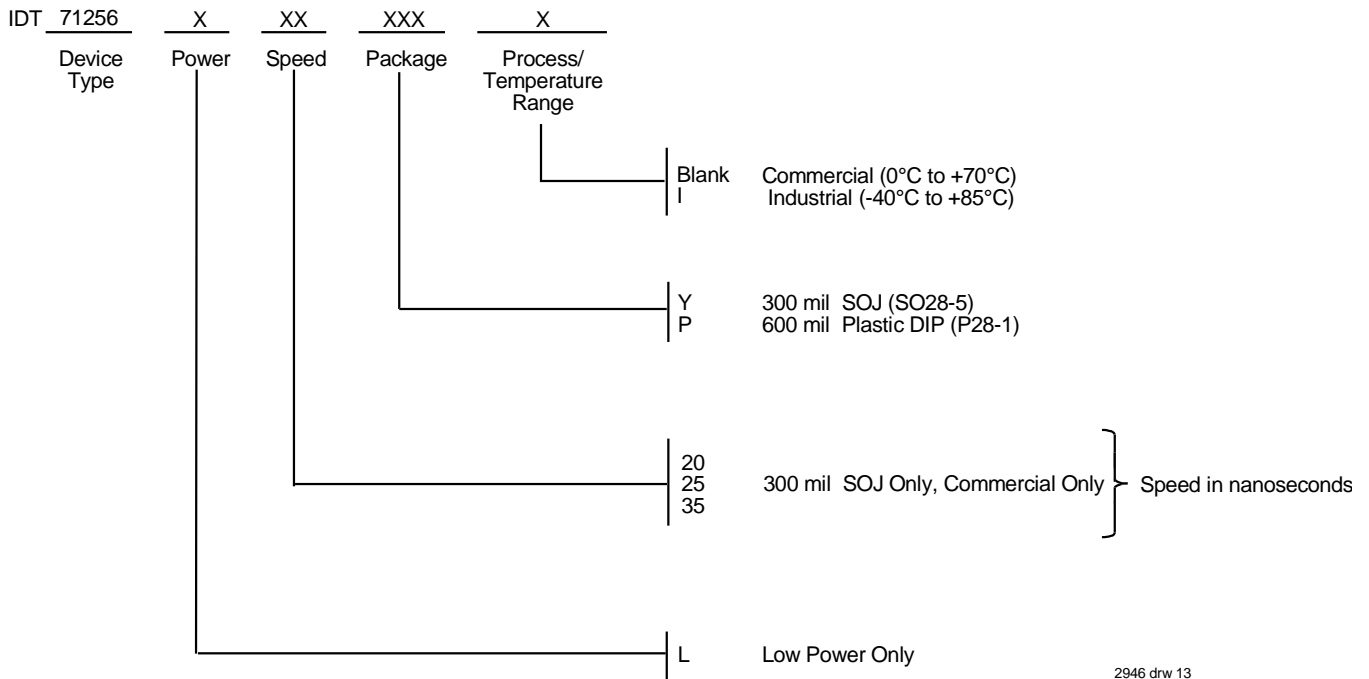 IDT 71256 X XX XXX X
Device Type
Power
Speed
Package
Process/
Temperature
Range
Blank Commercial (0°C to +70°C)
I Industrial (-40°C to +85°C)
Y 300 mil SOJ (SO28-5)
P 600 mil Plastic DIP (P28-1)
20
25 300 mil SOJ Only, Commercial Only Speed in nanoseconds
35
L Low Power Only
2946 drw 13